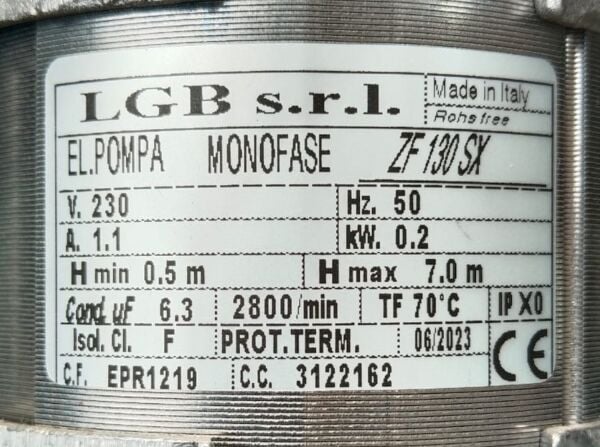 LGB s.r.l. Made in Italy
Rohs free
EL.POMPA MONOFASE ZF 130 SX
V. 230 Hz. 50
A. 1.1 kW. 0.2
H min 0.5 m H max 7.0 m
Cond. uF 6.3 2800/min TF 70°C IP X0
Isol. Cl. F PROT.TERM. 06/2023 CE
C.F. EPR1219 C.C. 3122162